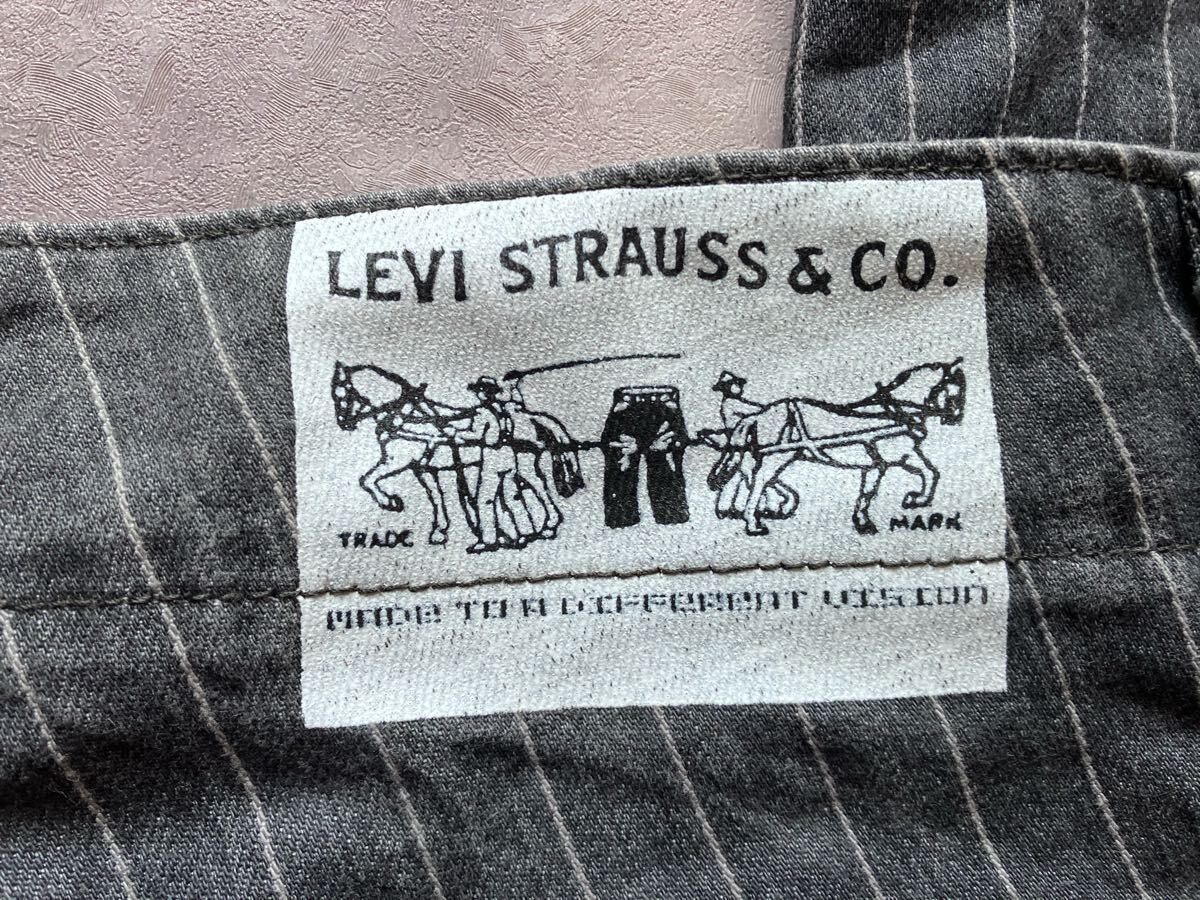 LEVI STRAUSS & CO.
TRADE MARK
MADE TO A DIFFERENT VISION